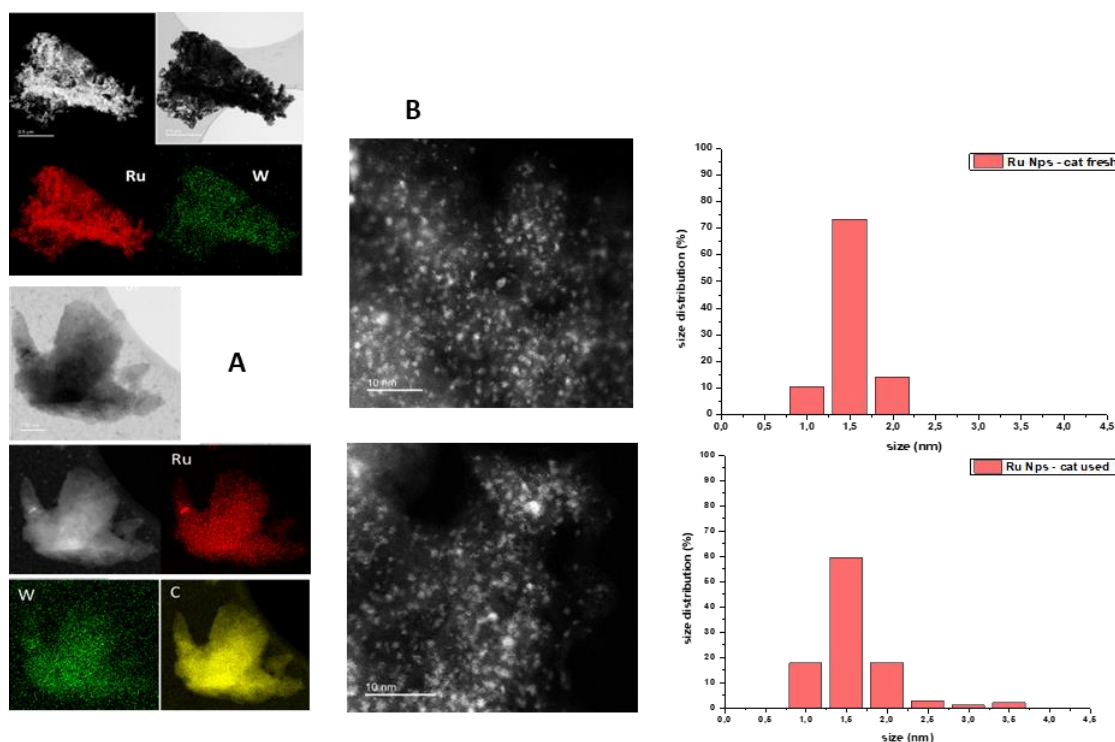 B
Ru
W
A
Ru
W
C
10 nm
10 nm
Ru Nps - cat fresh
size distribution (%)
100
90
80
70
60
50
40
30
20
10
0
0,0 0,5 1,0 1,5 2,0 2,5 3,0 3,5 4,0 4,5
size (nm)
Ru Nps - cat used
size distribution (%)
100
90
80
70
60
50
40
30
20
10
0
0,0 0,5 1,0 1,5 2,0 2,5 3,0 3,5 4,0 4,5
size (nm)